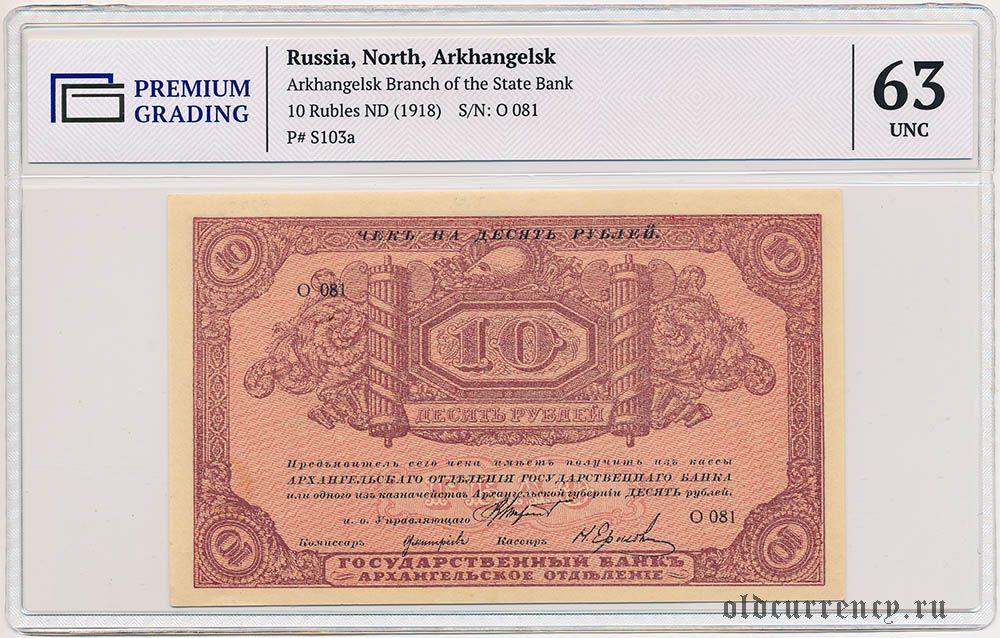 PREMIUM
GRADING
Russia, North, Arkhangelsk
Arkhangelsk Branch of the State Bank
10 Rubles ND (1918) S/N: O 081
P# S103a
63
UNC
ЧЕКЪ НА ДЕСЯТЬ РУБЛЕЙ.
10
10
О 081
10
ДЕСЯТЬ РУБЛЕЙ
Предъявитель сего чека имѣетъ получить изъ кассы
АРХАНГЕЛЬСКАГО ОТДѢЛЕНІЯ ГОСУДАРСТВЕННАГО БАНКА
или одного изъ казначействъ Архангельской губерніи ДЕСЯТЬ рублей.
и. о. Управляющаго
О 081
Комиссаръ Кассиръ
10
10
ГОСУДАРСТВЕННЫЙ БАНКЪ
АРХАНГЕЛЬСКОЕ ОТДѢЛЕНІЕ
oldcurrency.ru